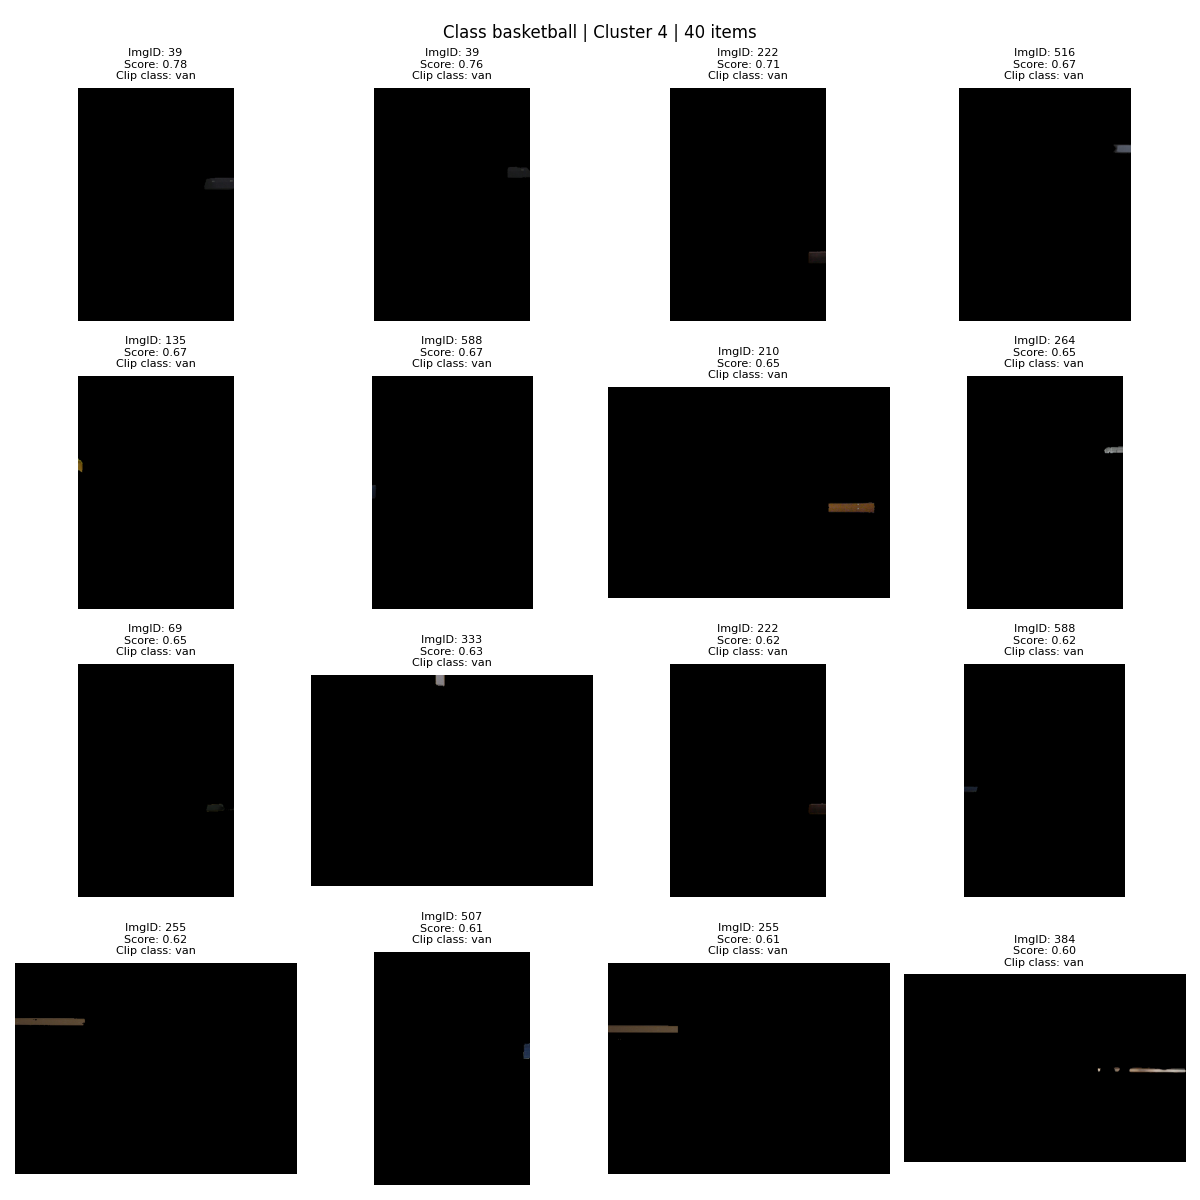 Class basketball | Cluster 4 | 40 items
ImgID: 39
Score: 0.78
Clip class: van
ImgID: 39
Score: 0.76
Clip class: van
ImgID: 222
Score: 0.71
Clip class: van
ImgID: 516
Score: 0.67
Clip class: van
ImgID: 135
Score: 0.67
Clip class: van
ImgID: 588
Score: 0.67
Clip class: van
ImgID: 210
Score: 0.65
Clip class: van
ImgID: 264
Score: 0.65
Clip class: van
ImgID: 69
Score: 0.65
Clip class: van
ImgID: 333
Score: 0.63
Clip class: van
ImgID: 222
Score: 0.62
Clip class: van
ImgID: 588
Score: 0.62
Clip class: van
ImgID: 255
Score: 0.62
Clip class: van
ImgID: 507
Score: 0.61
Clip class: van
ImgID: 255
Score: 0.61
Clip class: van
ImgID: 384
Score: 0.60
Clip class: van